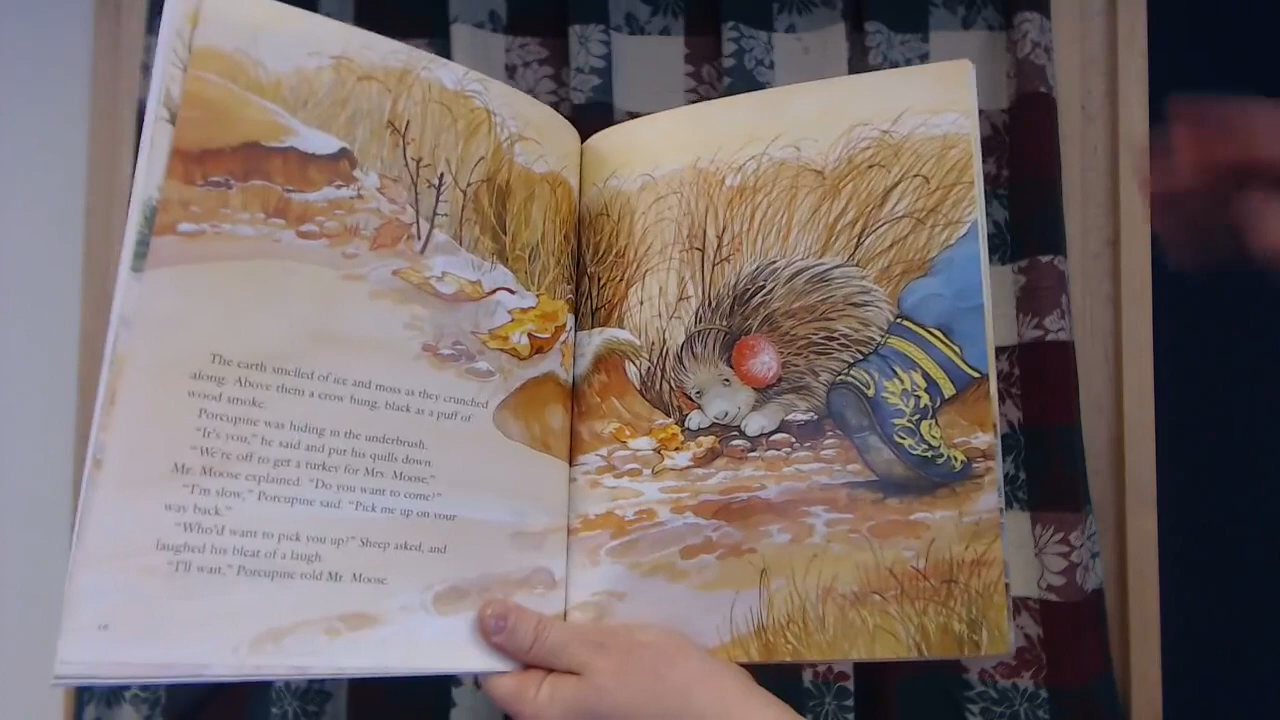 The earth smelled of ice and moss as they crunched
along. Above them a crow hung, black as a puff of
wood smoke.
Porcupine was hiding in the underbrush.
"It's you," he said and put his quills down.
"We're off to get a turkey for Mrs. Moose,"
Mr. Moose explained. "Do you want to come?"
"I'm slow," Porcupine said. "Pick me up on your
way back."
"Who'd want to pick you up?" Sheep asked, and
laughed his bleat of a laugh.
"I'll wait," Porcupine told Mr. Moose.